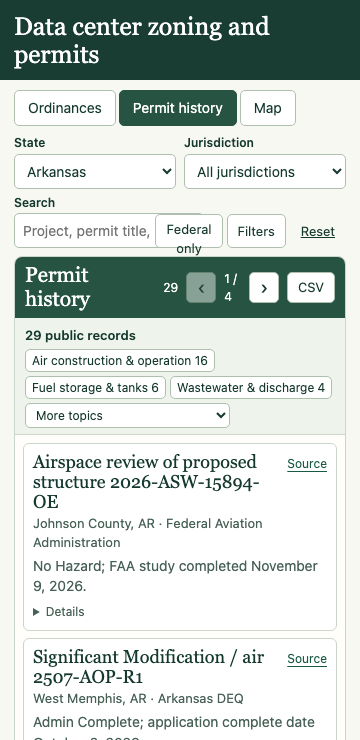 Data center zoning and
permits
Ordinances
Permit history
Map
State
Jurisdiction
Arkansas
All jurisdictions
Search
Project, permit title,
Federal
only
Filters
Reset
Permit
history
29
‹
1 /
4
›
CSV
29 public records
Air construction & operation 16
Fuel storage & tanks 6
Wastewater & discharge 4
More topics
Airspace review of proposed
structure 2026-ASW-15894-
OE
Source
Johnson County, AR · Federal Aviation
Administration
No Hazard; FAA study completed November
9, 2026.
Details
Significant Modification / air
2507-AOP-R1
Source
West Memphis, AR · Arkansas DEQ
Admin Complete; application complete date